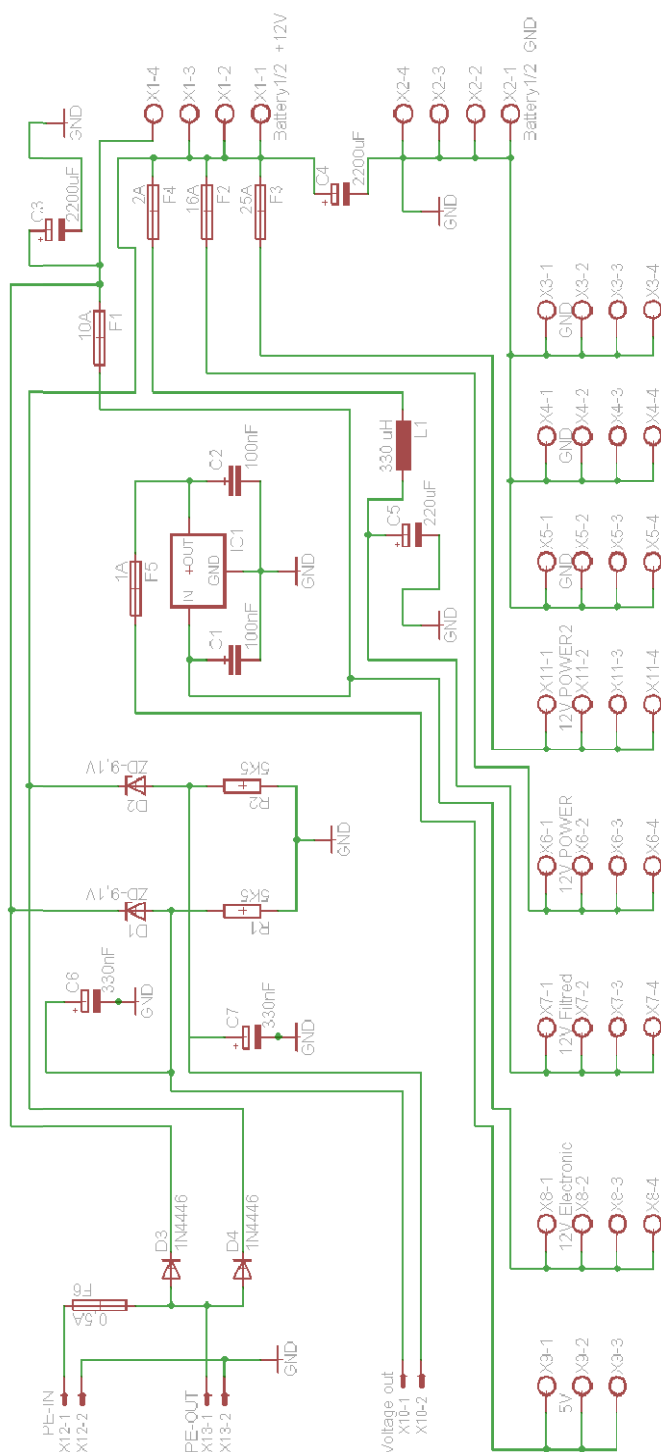 GND
C3
+
2200uF
X1-4
X1-3
X1-2
X1-1
Battery1/2 +12V
2A
F4
16A
F2
25A
F3
C4
+
2200uF
GND
X2-4
X2-3
X2-2
X2-1
Battery1/2 GND
10A
F1
330 uH
L1
C5
+
220uF
GND
1A
F5
C2
+
100nF
IN
+OUT
GND
IC1
C1
+
100nF
GND
X3-1
GND
X3-2
X3-3
X3-4
X4-1
GND
X4-2
X4-3
X4-4
X5-1
GND
X5-2
X5-3
X5-4
X11-1
12V POWER2
X11-2
X11-3
X11-4
X6-1
12V POWER
X6-2
X6-3
X6-4
X7-1
12V Filtred
X7-2
X7-3
X7-4
X8-1
12V Electronic
X8-2
X8-3
X8-4
X9-1
5V
X9-2
X9-3
ZD-9,1V
D2
5K5
+
R2
ZD-9,1V
D1
5K5
+
R1
GND
C6
+
330nF
GND
C7
+
330nF
GND
D3
1N4446
D4
1N4446
F6
0,5A
GND
PE-IN
X12-1
X12-2
PE-OUT
X13-1
X13-2
Voltage out
X10-1
X10-2